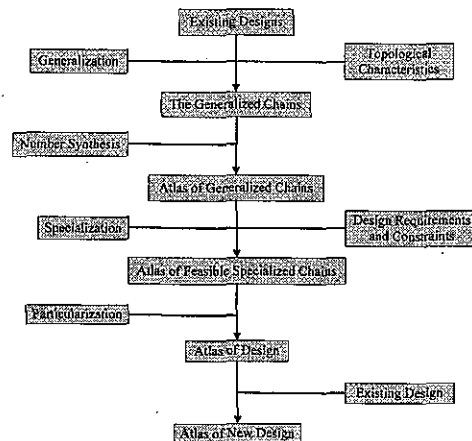 Existing Designs
Generalization
Topological
Characteristics
The Generalized Chains
Number Synthesis
Atlas of Generalized Chains
Specialization
Design Requirements
and Constraints
Atlas of Feasible Specialized Chains
Particularization
Atlas of Design
Existing Design
Atlas of New Design